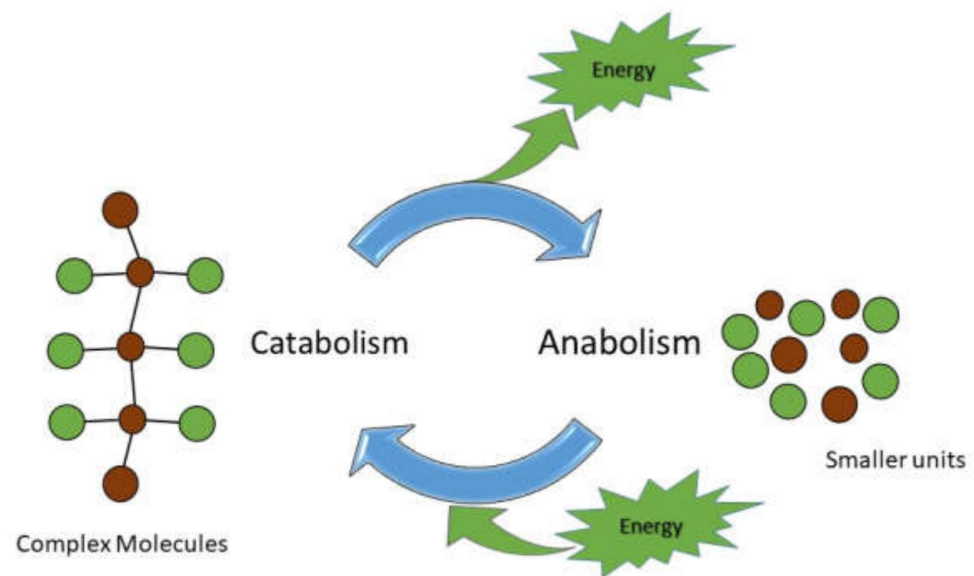 Energy
Catabolism
Anabolism
Smaller units
Energy
Complex Molecules